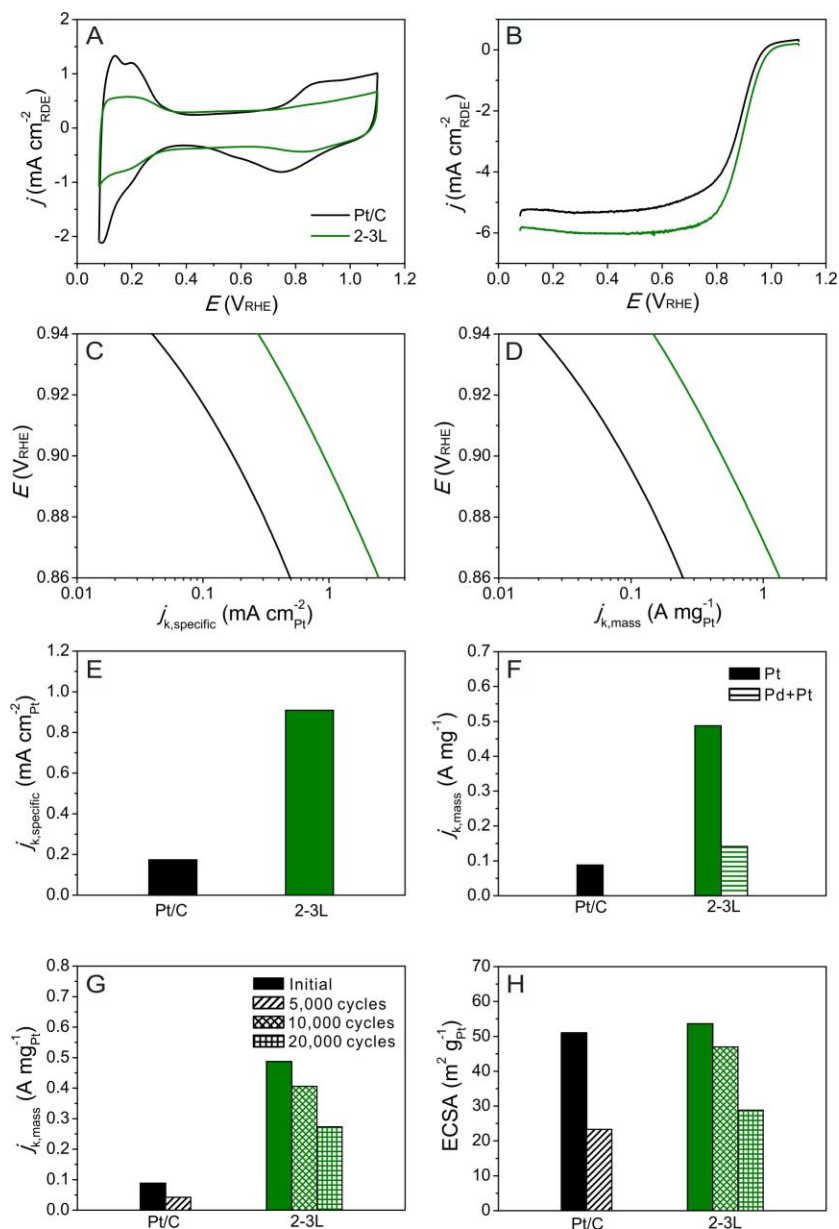 A
2
1
0
-1
-2
j (mA cm⁻²RDE)
Pt/C
2-3L
0.0 0.2 0.4 0.6 0.8 1.0 1.2
E (VRHE)
B
0
-2
-4
-6
j (mA cm⁻²RDE)
0.0 0.2 0.4 0.6 0.8 1.0 1.2
E (VRHE)
C
0.94
0.92
0.90
0.88
0.86
E (VRHE)
0.01 0.1 1
jk,specific (mA cm⁻²Pt)
D
0.94
0.92
0.90
0.88
0.86
E (VRHE)
0.01 0.1 1
jk,mass (A mg⁻¹Pt)
E
1.2
1.0
0.8
0.6
0.4
0.2
0.0
jk,specific (mA cm⁻²Pt)
Pt/C 2-3L
F
0.7
0.6
0.5
0.4
0.3
0.2
0.1
0.0
jk,mass (A mg⁻¹)
Pt
Pd+Pt
Pt/C 2-3L
G
0.8
0.7
0.6
0.5
0.4
0.3
0.2
0.1
0.0
jk,mass (A mg⁻¹Pt)
Initial
5,000 cycles
10,000 cycles
20,000 cycles
Pt/C 2-3L
H
70
60
50
40
30
20
10
0
ECSA (m² g⁻¹Pt)
Pt/C 2-3L